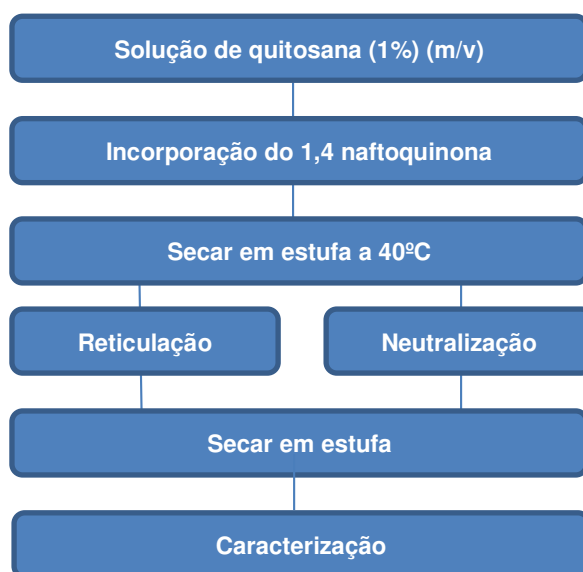 Solução de quitosana (1%) (m/v)
Incorporação do 1,4 naftoquinona
Secar em estufa a 40ºC
Reticulação
Neutralização
Secar em estufa
Caracterização